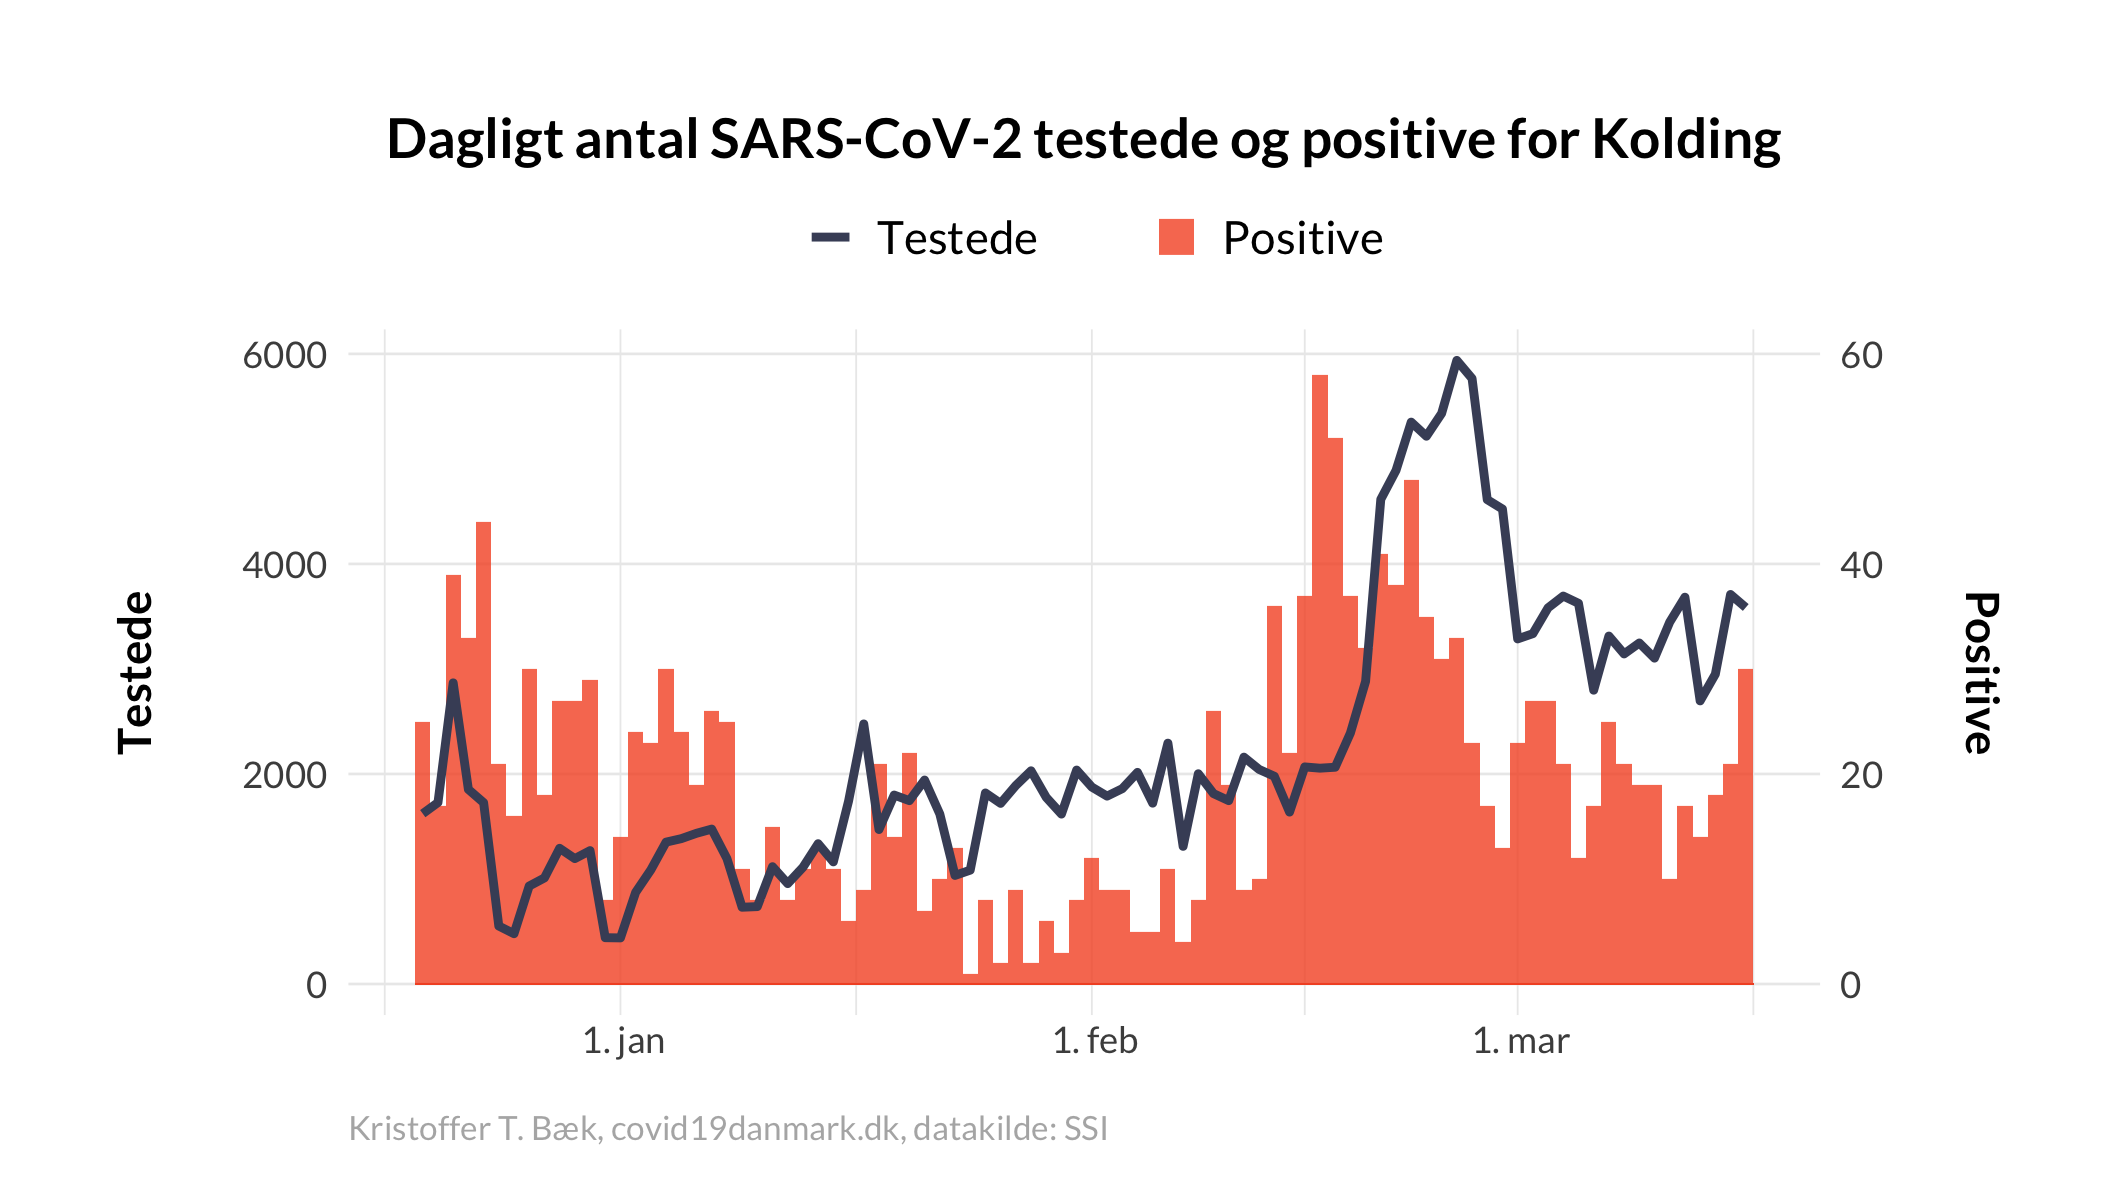 Dagligt antal SARS-CoV-2 testede og positive for Kolding
Testede
Positive
6000
4000
2000
0
60
40
20
0
Testede
Positive
1. jan
1. feb
1. mar
Kristoffer T. Bæk, covid19danmark.dk, datakilde: SSI